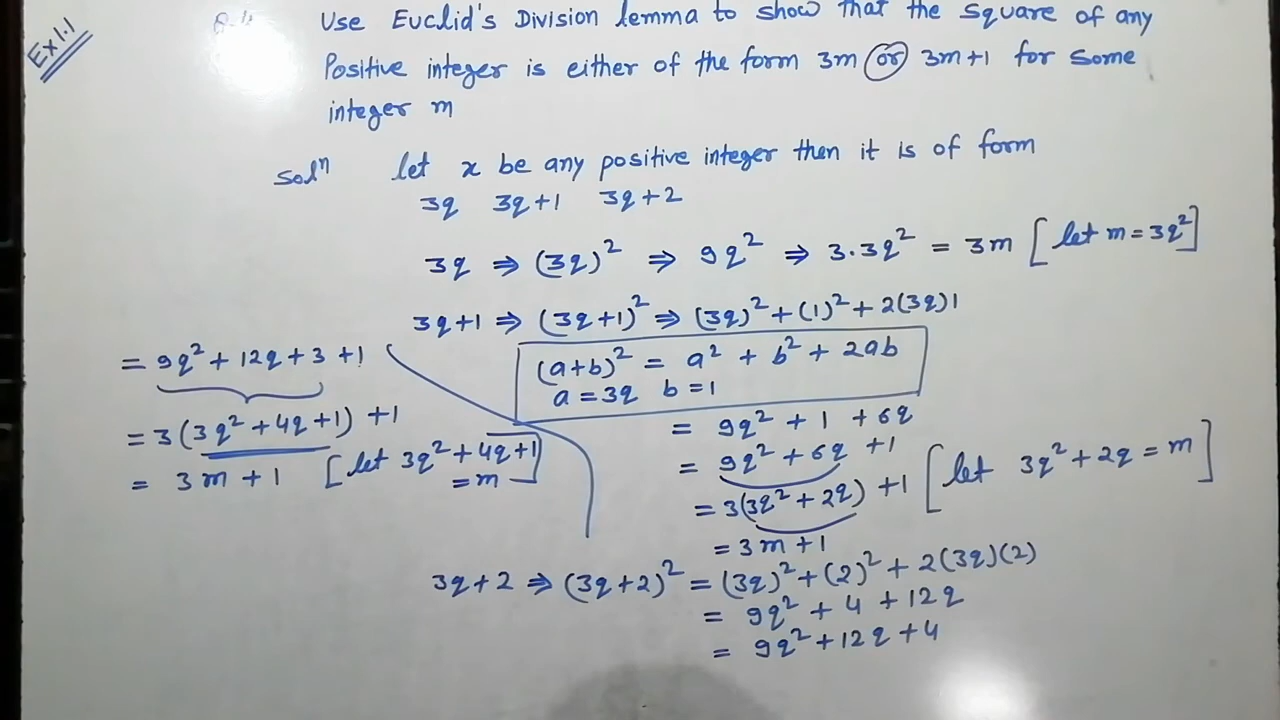 Ex 1.1
Use Euclid's Division lemma to show that the square of any
Positive integer is either of the form 3m or 3m+1 for some
integer m
Solⁿ let x be any positive integer then it is of form
3q 3q+1 3q+2
3q ⇒ (3q)² ⇒ 9q² ⇒ 3.3q² = 3m [let m=3q²]
3q+1 ⇒ (3q+1)² ⇒ (3q)²+(1)²+2(3q)1
(a+b)² = a² + b² + 2ab
a=3q b=1
= 9q² + 1 + 6q
= 9q² + 6q +1
= 3(3q²+2q) +1 [let 3q²+2q=m]
= 3m+1
3q+2 ⇒ (3q+2)² = (3q)²+(2)²+2(3q)(2)
= 9q² + 4 + 12q
= 9q²+12q+4
= 9q²+12q+3+1
= 3(3q²+4q+1) +1
= 3m+1 [let 3q²+4q+1
=m]